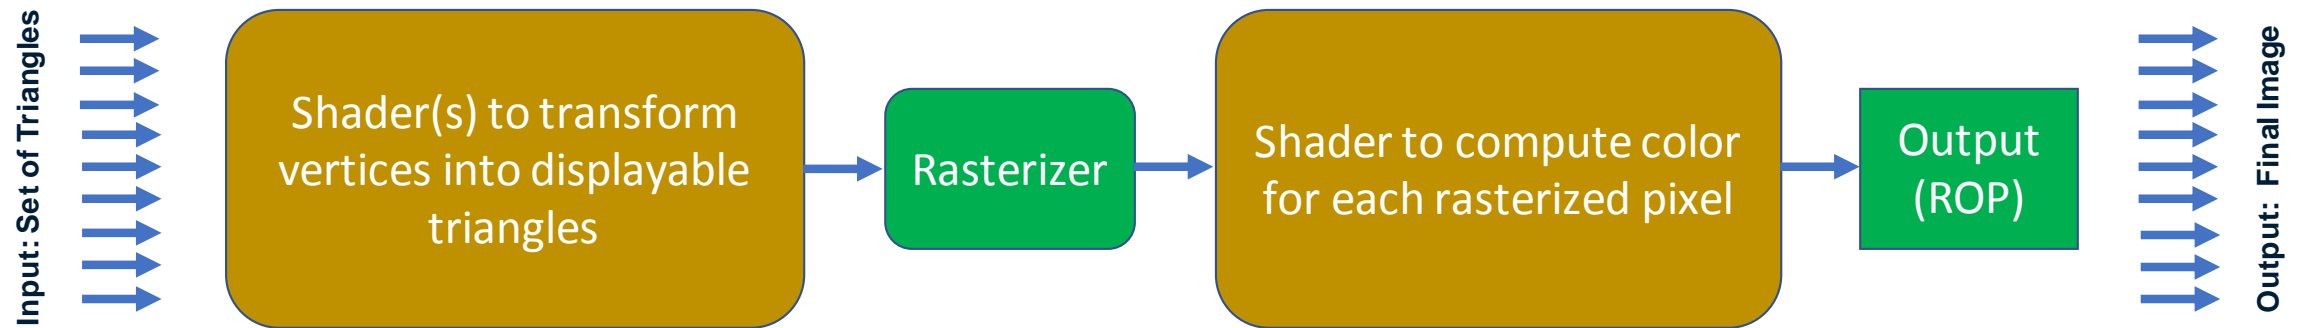 Input: Set of Triangles
Shader(s) to transform
vertices into displayable
triangles
Rasterizer
Shader to compute color
for each rasterized pixel
Output
(ROP)
Output: Final Image